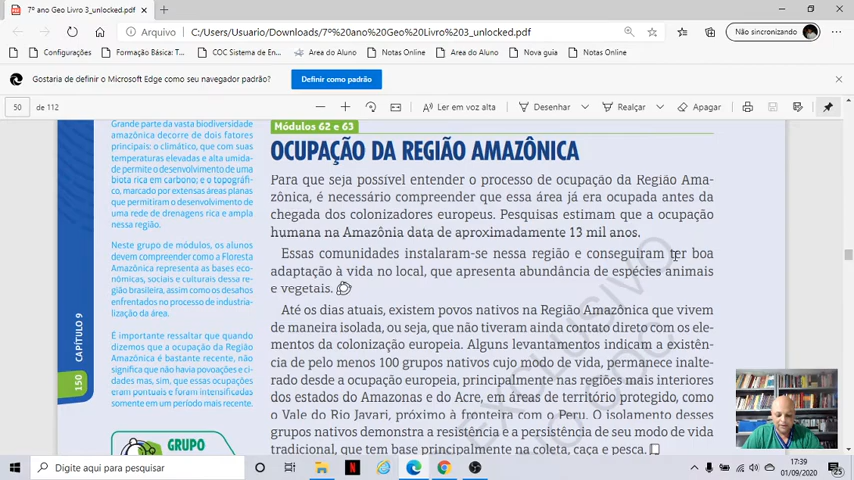 7º ano Geo Livro 3_unlocked.pdf
Arquivo
C:/Users/Usuario/Downloads/7º%20ano%20Geo%20Livro%203_unlocked.pdf
Não sincronizando
Configurações
Formação Básica: T...
COC Sistema de En...
Area do Aluno
Notas Online
Area do Aluno
Nova guia
Notas Online
Gostaria de definir o Microsoft Edge como seu navegador padrão?
Definir como padrão
50 de 112
Ler em voz alta
Desenhar
Realçar
Apagar
Grande parte da vasta biodiversidade
amazônica decorre de dois fatores
principais: o climático, que com suas
temperaturas elevadas e alta umida-
de permite o desenvolvimento de uma
biota rica em carbono; e o topográfi-
co, marcado por extensas áreas planas
que permitiram o desenvolvimento de
uma rede de drenagens rica e ampla
nessa região.
Neste grupo de módulos, os alunos
devem compreender como a Floresta
Amazônica representa as bases eco-
nômicas, sociais e culturais dessa re-
gião brasileira, assim como os desafios
enfrentados no processo de industria-
lização da área.
É importante ressaltar que quando
dizemos que a ocupação da Região
Amazônica é bastante recente, não
significa que não havia povoações e ci-
dades mas, sim, que essas ocupações
eram pontuais e foram intensificadas
somente em um período mais recente.
GRUPO
CAPÍTULO 9
150
Módulos 62 e 63
OCUPAÇÃO DA REGIÃO AMAZÔNICA
Para que seja possível entender o processo de ocupação da Região Ama-
zônica, é necessário compreender que essa área já era ocupada antes da
chegada dos colonizadores europeus. Pesquisas estimam que a ocupação
humana na Amazônia data de aproximadamente 13 mil anos.
Essas comunidades instalaram-se nessa região e conseguiram ter boa
adaptação à vida no local, que apresenta abundância de espécies animais
e vegetais.
Até os dias atuais, existem povos nativos na Região Amazônica que vivem
de maneira isolada, ou seja, que não tiveram ainda contato direto com os ele-
mentos da colonização europeia. Alguns levantamentos indicam a existên-
cia de pelo menos 100 grupos nativos cujo modo de vida, permanece inalte-
rado desde a ocupação europeia, principalmente nas regiões mais interiores
dos estados do Amazonas e do Acre, em áreas de território protegido, como
o Vale do Rio Javari, próximo à fronteira com o Peru. O isolamento desses
grupos nativos demonstra a resistência e a persistência de seu modo de vida
tradicional, que tem base principalmente na coleta, caça e pesca.
EXCLUSIVO
Digite aqui para pesquisar
17:39
01/09/2020
25